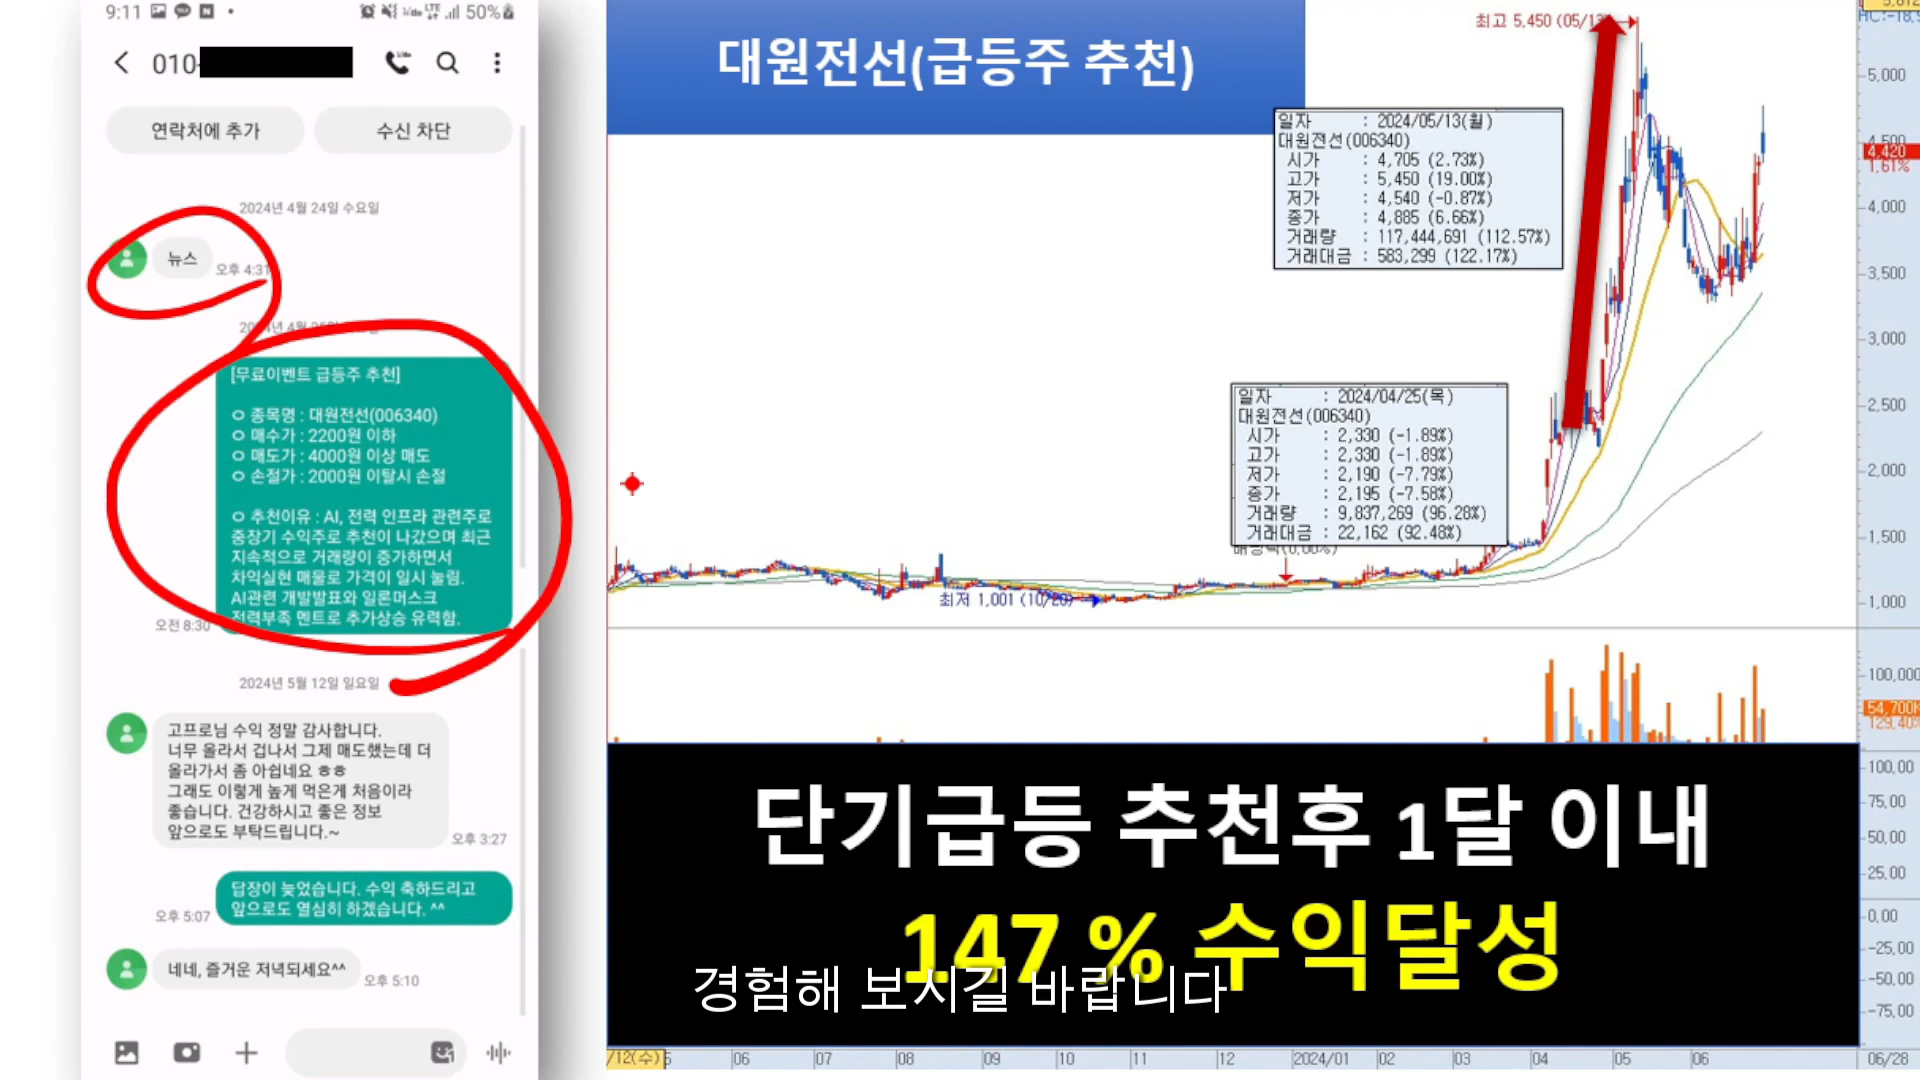 9:11
50%
010-
연락처에 추가
수신 차단
2024년 4월 24일 수요일
뉴스
오후 4:31
[무료이벤트 급등주 추천]
ㅇ 종목명 : 대원전선(006340)
ㅇ 매수가 : 2200원 이하
ㅇ 매도가 : 4000원 이상 매도
ㅇ 손절가 : 2000원 이탈시 손절
ㅇ 추천이유 : AI, 전력 인프라 관련주로
중장기 수익주로 추천이 나갔으며 최근
지속적으로 거래량이 증가하면서
차익실현 매물로 가격이 일시 눌림.
AI관련 개발발표와 일론머스크
전력부족 멘트로 추가상승 유력함.
오전 8:30
2024년 5월 12일 일요일
고프로님 수익 정말 감사합니다.
너무 올라서 겁나서 그제 매도했는데 더
올라가서 좀 아쉽네요 ㅎㅎ
그래도 이렇게 높게 먹은게 처음이라
좋습니다. 건강하시고 좋은 정보
앞으로도 부탁드립니다.~
오후 3:27
답장이 늦었습니다. 수익 축하드리고
앞으로도 열심히 하겠습니다. ^^
오후 5:07
네네, 즐거운 저녁되세요^^
오후 5:10
대원전선(급등주 추천)
최고 5,450 (05/13)
일자 : 2024/05/13(월)
대원전선(006340)
시가 : 4,705 (2.73%)
고가 : 5,450 (19.00%)
저가 : 4,540 (-0.87%)
종가 : 4,885 (6.66%)
거래량 : 117,444,691 (112.57%)
거래대금 : 583,299 (122.17%)
일자 : 2024/04/25(목)
대원전선(006340)
시가 : 2,330 (-1.89%)
고가 : 2,330 (-1.89%)
저가 : 2,190 (-7.79%)
종가 : 2,195 (-7.58%)
거래량 : 9,837,269 (96.28%)
거래대금 : 22,162 (92.48%)
최저 1,001 (10/20)
5,000
4,500
4,420
1.61%
4,000
3,500
3,000
2,500
2,000
1,500
1,000
100,000
54,700K
129.40%
100,00
75,00
50,00
25,00
0,00
-25,00
-50,00
-75,00
단기급등 추천후 1달 이내
147 % 수익달성
경험해 보시길 바랍니다
/12(수) 5 06 07 08 09 10 11 12 2024/01 02 03 04 05 06 06/28